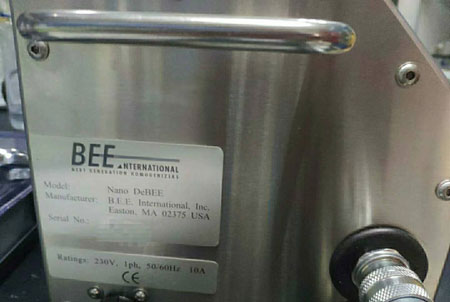 BEE INTERNATIONAL
NEXT GENERATION HOMOGENIZERS
Model: Nano DeBEE
Manufacturer: B.E.E. International, Inc.
Easton, MA 02375 USA
Serial No.:
Ratings: 230V, 1ph, 50-60Hz 10A
CE